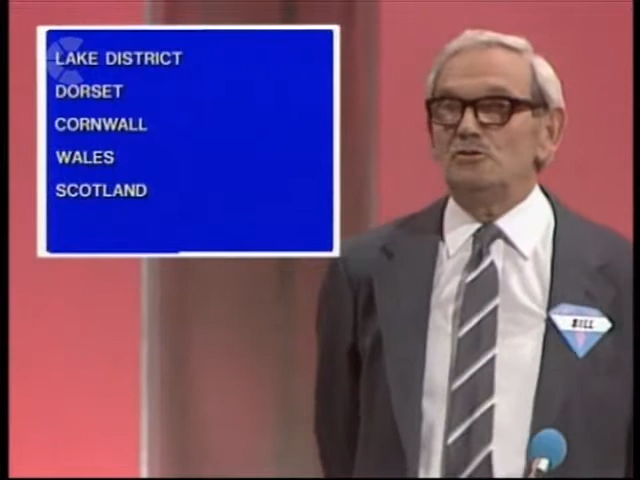 LAKE DISTRICT
DORSET
CORNWALL
WALES
SCOTLAND
BILL